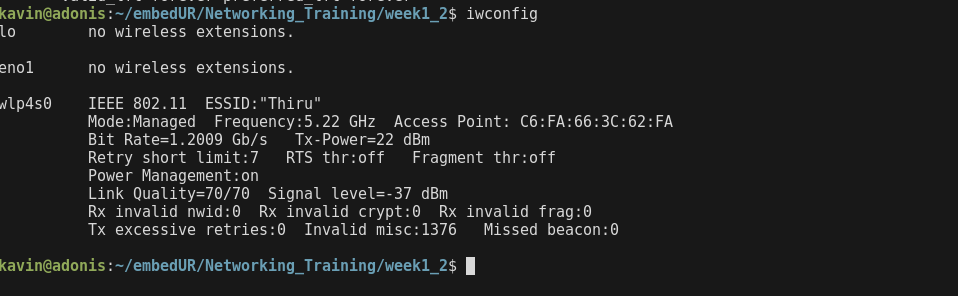 kavin@adonis:~/embedUR/Networking_Training/week1_2$ iwconfig
lo        no wireless extensions.
eno1      no wireless extensions.
wlp4s0    IEEE 802.11  ESSID:"Thiru"
          Mode:Managed  Frequency:5.22 GHz  Access Point: C6:FA:66:3C:62:FA
          Bit Rate=1.2009 Gb/s   Tx-Power=22 dBm
          Retry short limit:7   RTS thr:off   Fragment thr:off
          Power Management:on
          Link Quality=70/70  Signal level=-37 dBm
          Rx invalid nwid:0  Rx invalid crypt:0  Rx invalid frag:0
          Tx excessive retries:0  Invalid misc:1376   Missed beacon:0
kavin@adonis:~/embedUR/Networking_Training/week1_2$